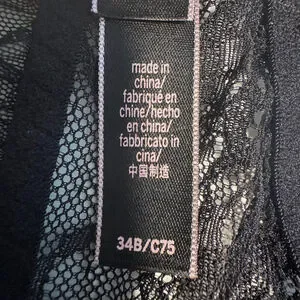 made in
china/
fabriqué en
chine/hecho
en china/
fabbricato in
cina/
中国制造
34B/C75